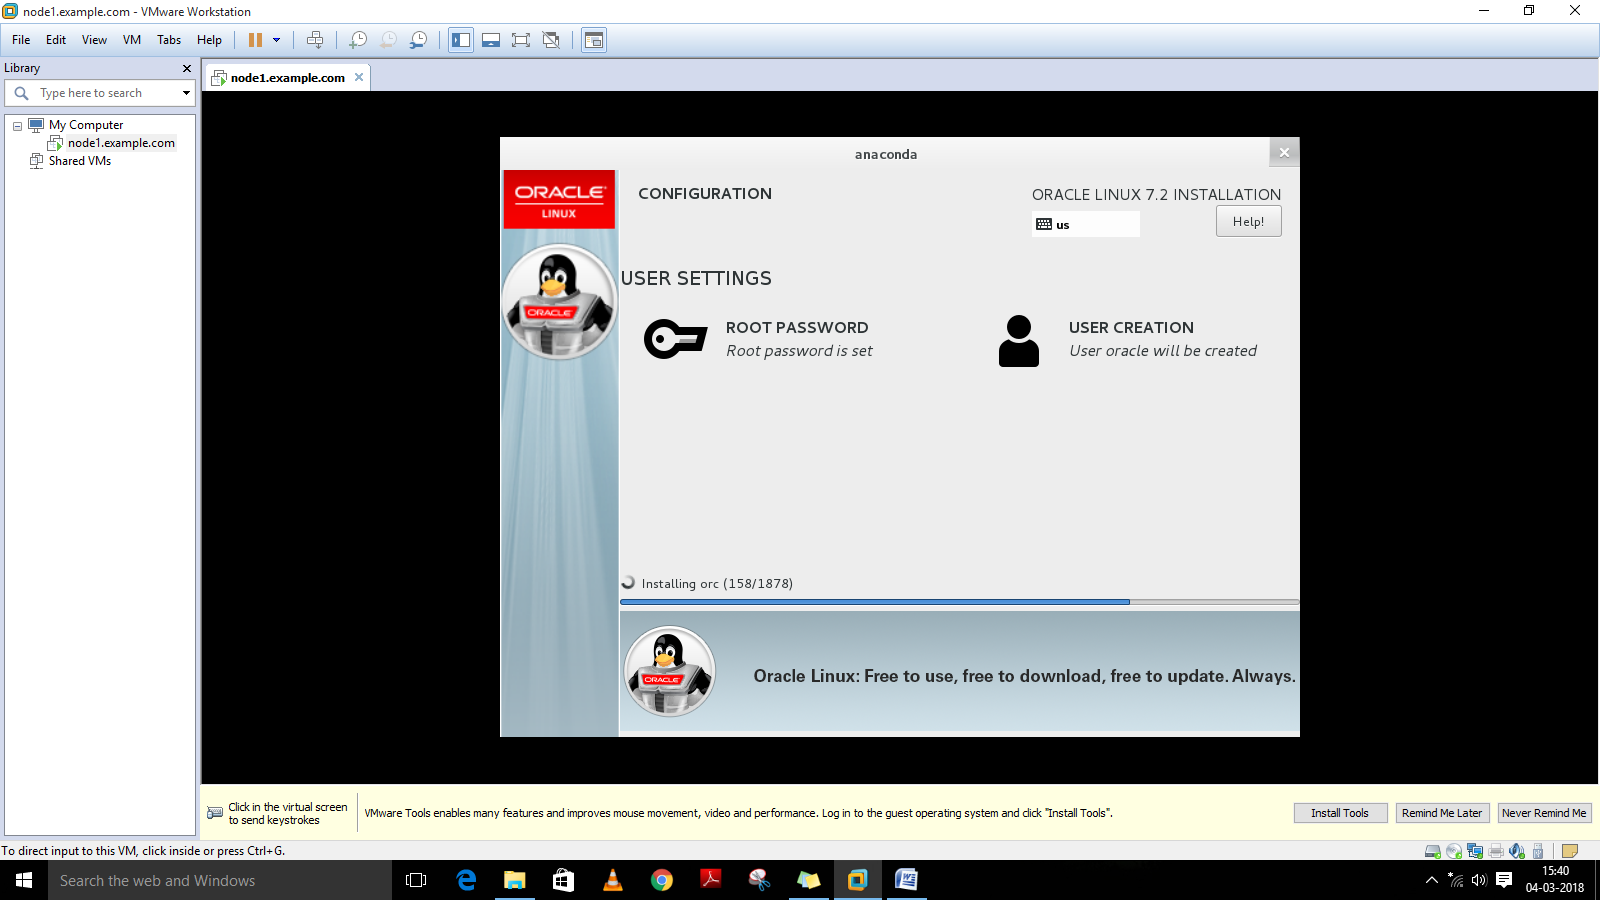 node1.example.com - VMware Workstation
File Edit View VM Tabs Help
Library
Type here to search
My Computer
node1.example.com
Shared VMs
node1.example.com
anaconda
ORACLE
LINUX
CONFIGURATION
ORACLE LINUX 7.2 INSTALLATION
us
Help!
ORACLE
USER SETTINGS
ROOT PASSWORD
Root password is set
USER CREATION
User oracle will be created
Installing orc (158/1878)
ORACLE
Oracle Linux: Free to use, free to download, free to update. Always.
Click in the virtual screen
to send keystrokes
VMware Tools enables many features and improves mouse movement, video and performance. Log in to the guest operating system and click "Install Tools".
Install Tools
Remind Me Later
Never Remind Me
To direct input to this VM, click inside or press Ctrl+G.
Search the web and Windows
15:40
04-03-2018